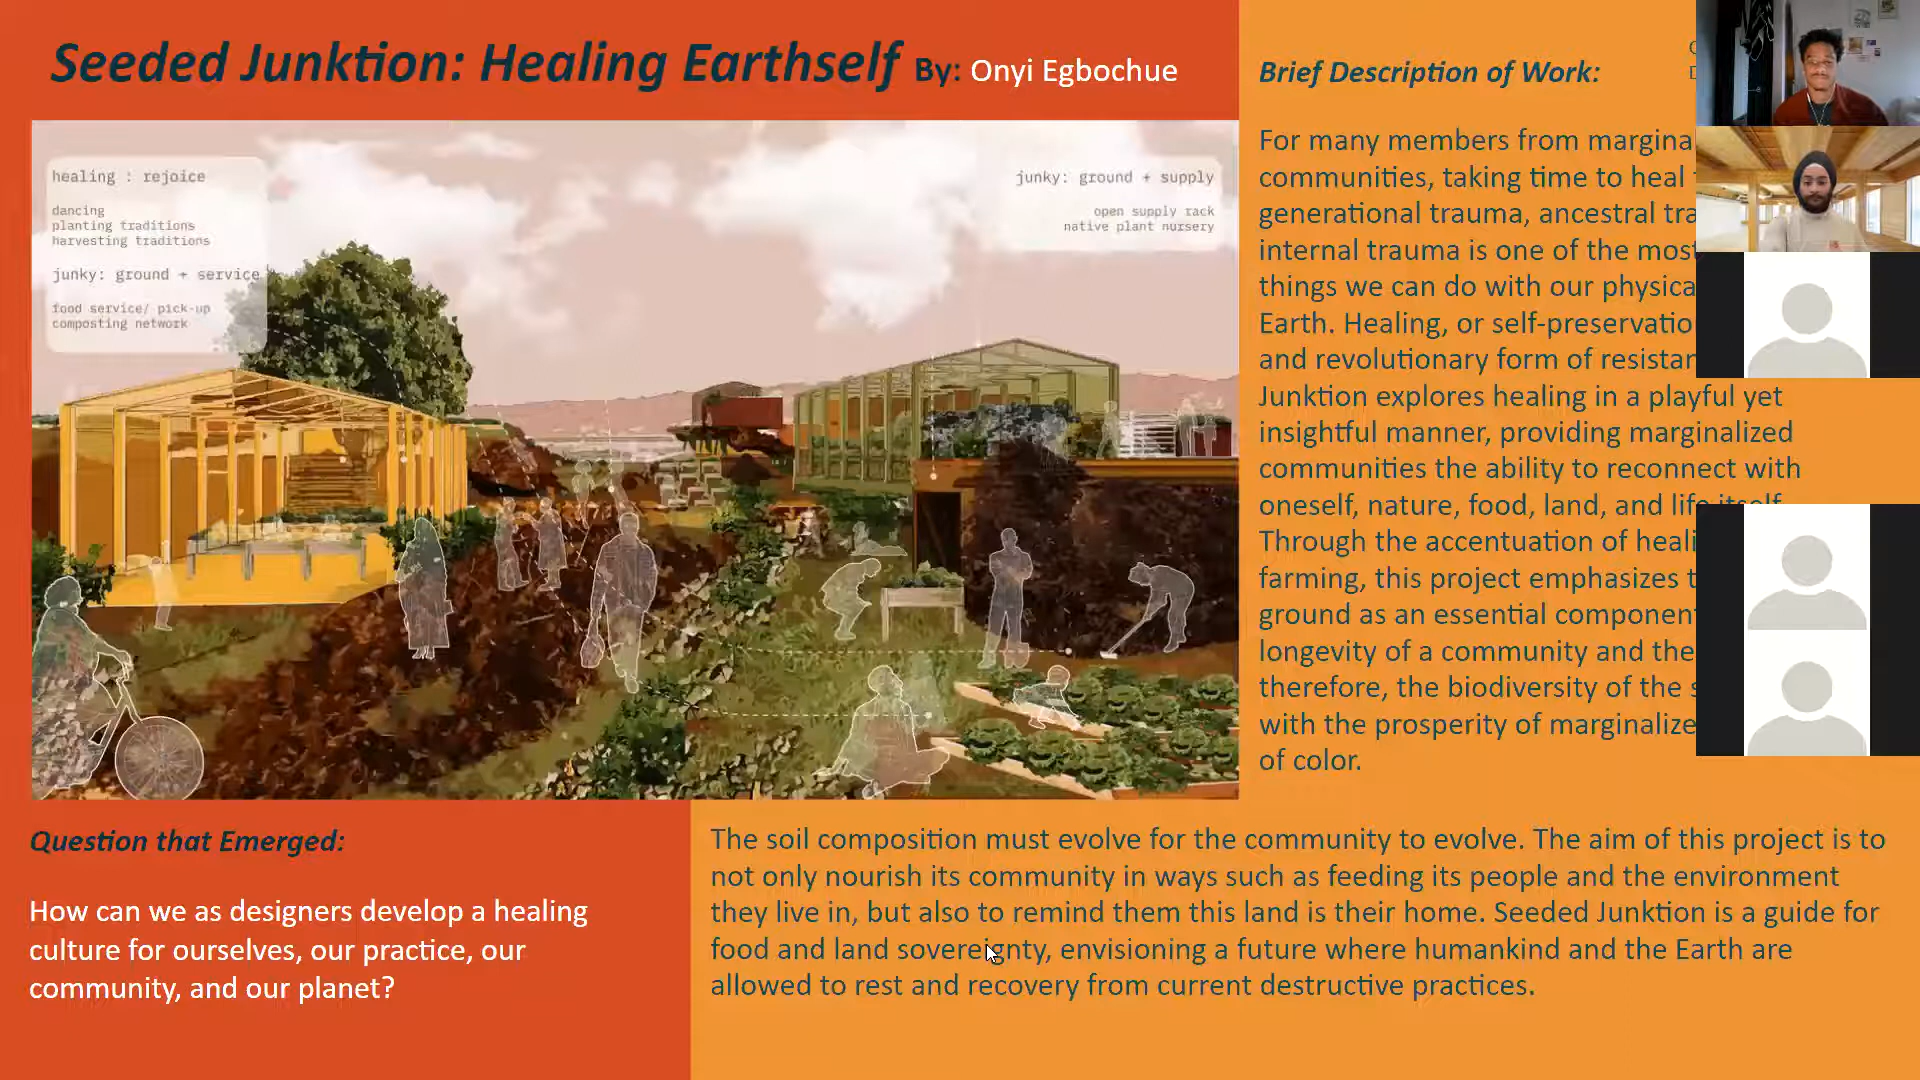 Seeded Junktion: Healing Earthself By: Onyi Egbochue
healing : rejoice
dancing
planting traditions
harvesting traditions
junky: ground + service
food service/ pick-up
composting network
junky: ground + supply
open supply rack
native plant nursery
Brief Description of Work:
For many members from
communities, taking time to heal
generational trauma, ancestral
internal trauma is one of the most
things we can do with our
Earth. Healing, or
and revolutionary form of
Junktion explores healing in a playful yet
insightful manner, providing marginalized
communities the ability to reconnect with
oneself, nature, food, land, and life itself.
Through the accentuation of
farming, this project emphasizes
ground as an essential
longevity of a community and the
therefore, the biodiversity of the
with the prosperity of
of color.
Question that Emerged:
How can we as designers develop a healing
culture for ourselves, our practice, our
community, and our planet?
The soil composition must evolve for the community to evolve. The aim of this project is to
not only nourish its community in ways such as feeding its people and the environment
they live in, but also to remind them this land is their home. Seeded Junktion is a guide for
food and land sovereignty, envisioning a future where humankind and the Earth are
allowed to rest and recovery from current destructive practices.